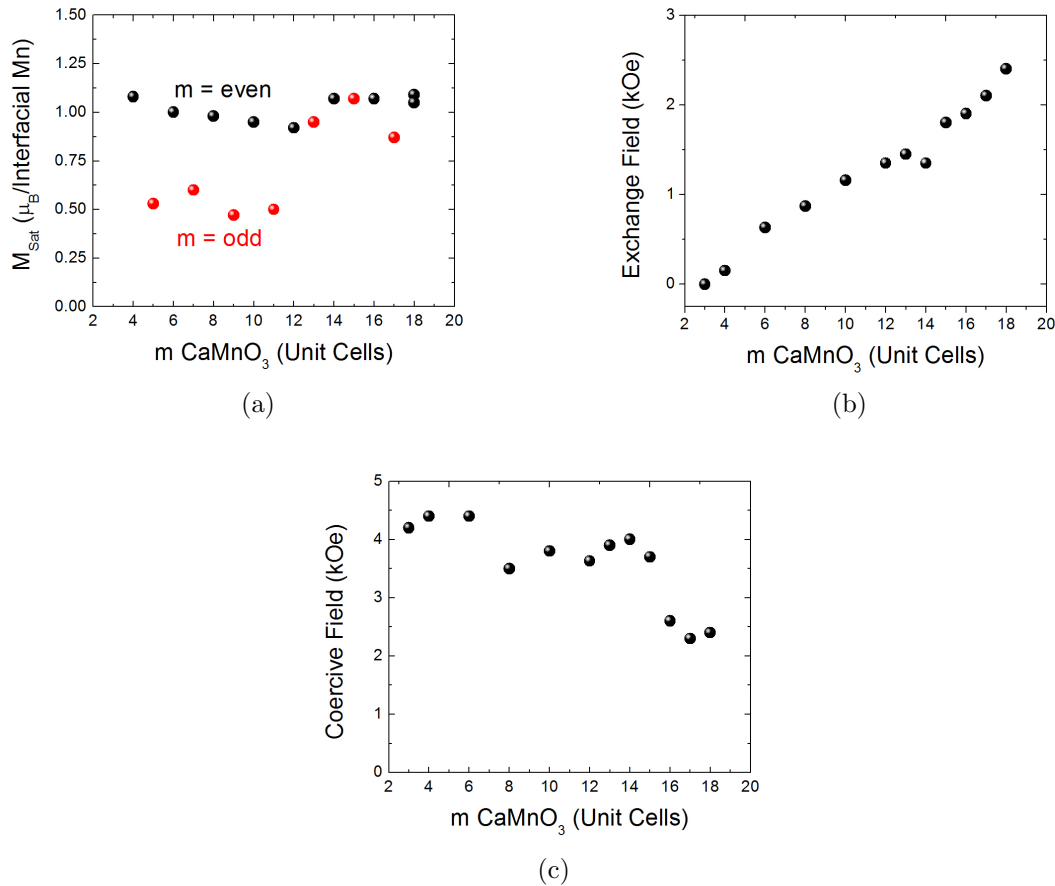 1.50
1.25
1.00
0.75
0.50
0.25
0.00
M_Sat (μ_B/Interfacial Mn)
m = even
m = odd
2 4 6 8 10 12 14 16 18 20
m CaMnO_3 (Unit Cells)
(a)
3
2
1
0
Exchange Field (kOe)
2 4 6 8 10 12 14 16 18 20
m CaMnO_3 (Unit Cells)
(b)
5
4
3
2
1
0
Coercive Field (kOe)
2 4 6 8 10 12 14 16 18 20
m CaMnO_3 (Unit Cells)
(c)